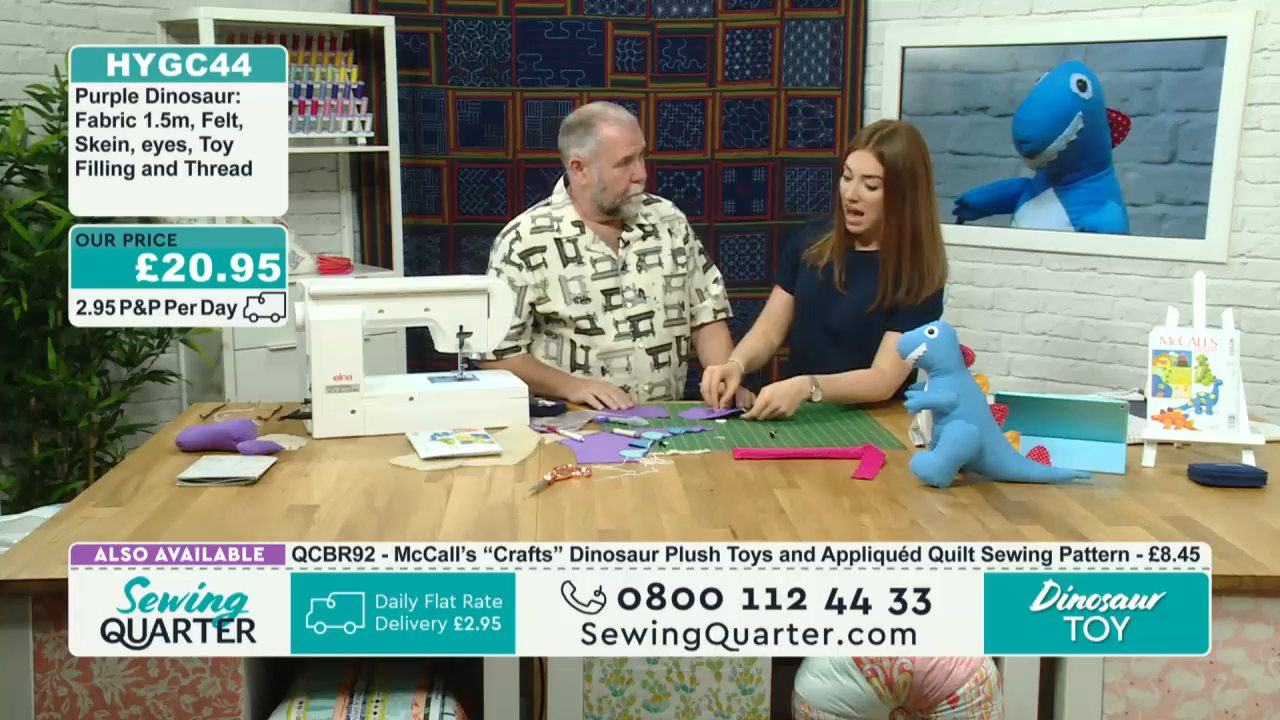 HYGC44
Purple Dinosaur:
Fabric 1.5m, Felt,
Skein, eyes, Toy
Filling and Thread
OUR PRICE
£20.95
2.95 P&P Per Day
elna
McCALL'S
ALSO AVAILABLE
QCBR92 - McCall's “Crafts” Dinosaur Plush Toys and Appliquéd Quilt Sewing Pattern - £8.45
Sewing
QUARTER
Daily Flat Rate
Delivery £2.95
0800 112 44 33
SewingQuarter.com
Dinosaur
TOY